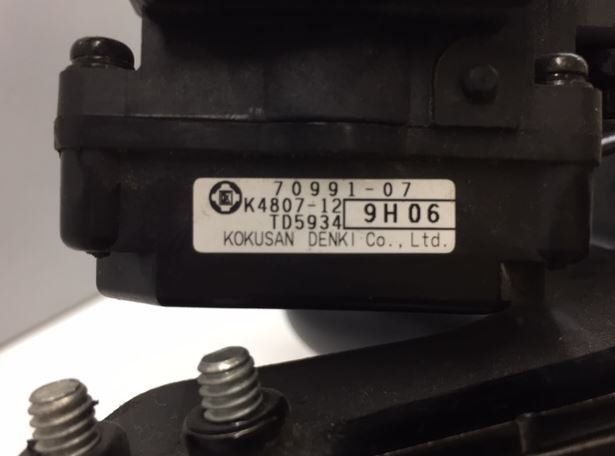 70991-07
K4807-12
TD5934
9H06
KOKUSAN DENKI Co., Ltd.